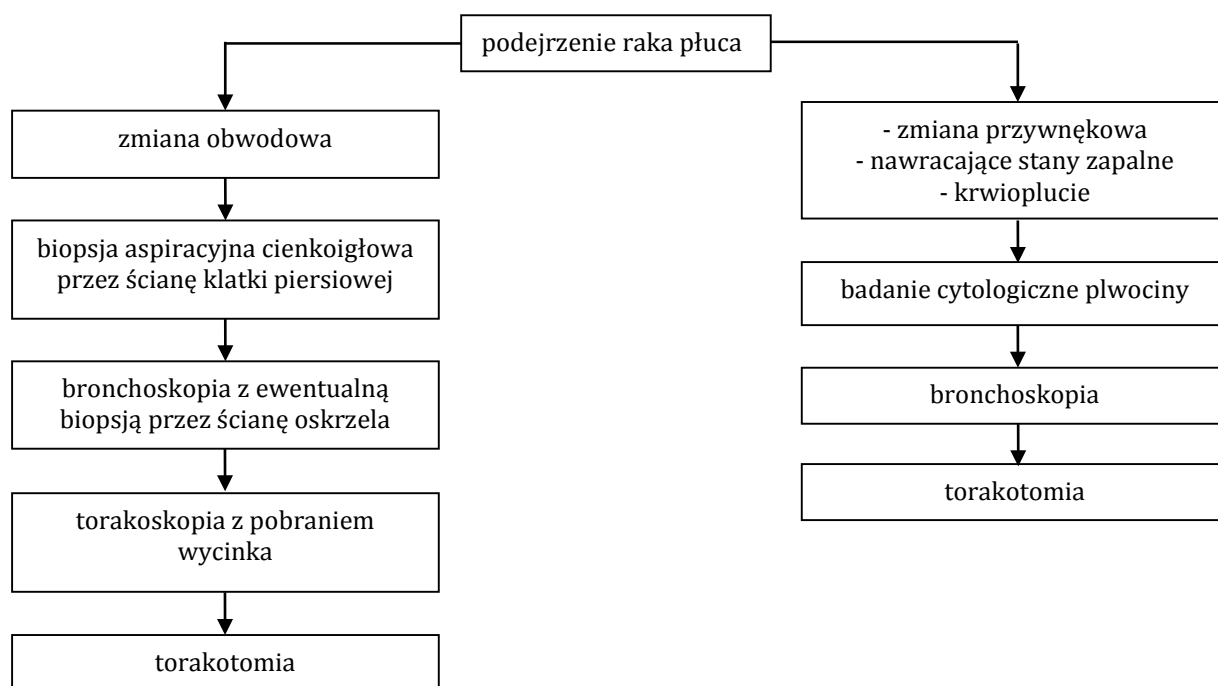 podejrzenie raka płuca
zmiana obwodowa
biopsja aspiracyjna cienkoigłowa
przez ścianę klatki piersiowej
bronchoskopia z ewentualną
biopsją przez ścianę oskrzela
torakoskopia z pobraniem
wycinka
torakotomia
- zmiana przywnękowa
- nawracające stany zapalne
- krwioplucie
badanie cytologiczne plwociny
bronchoskopia
torakotomia